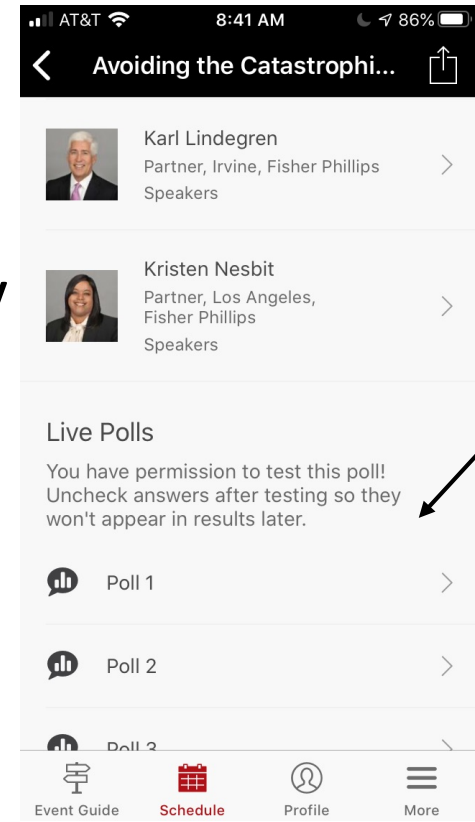 AT&T 8:41 AM 86%
Avoiding the Catastrophi...
Karl Lindegren
Partner, Irvine, Fisher Phillips
Speakers
Kristen Nesbit
Partner, Los Angeles,
Fisher Phillips
Speakers
Live Polls
You have permission to test this poll!
Uncheck answers after testing so they
won't appear in results later.
Poll 1
Poll 2
Poll 3
Event Guide Schedule Profile More